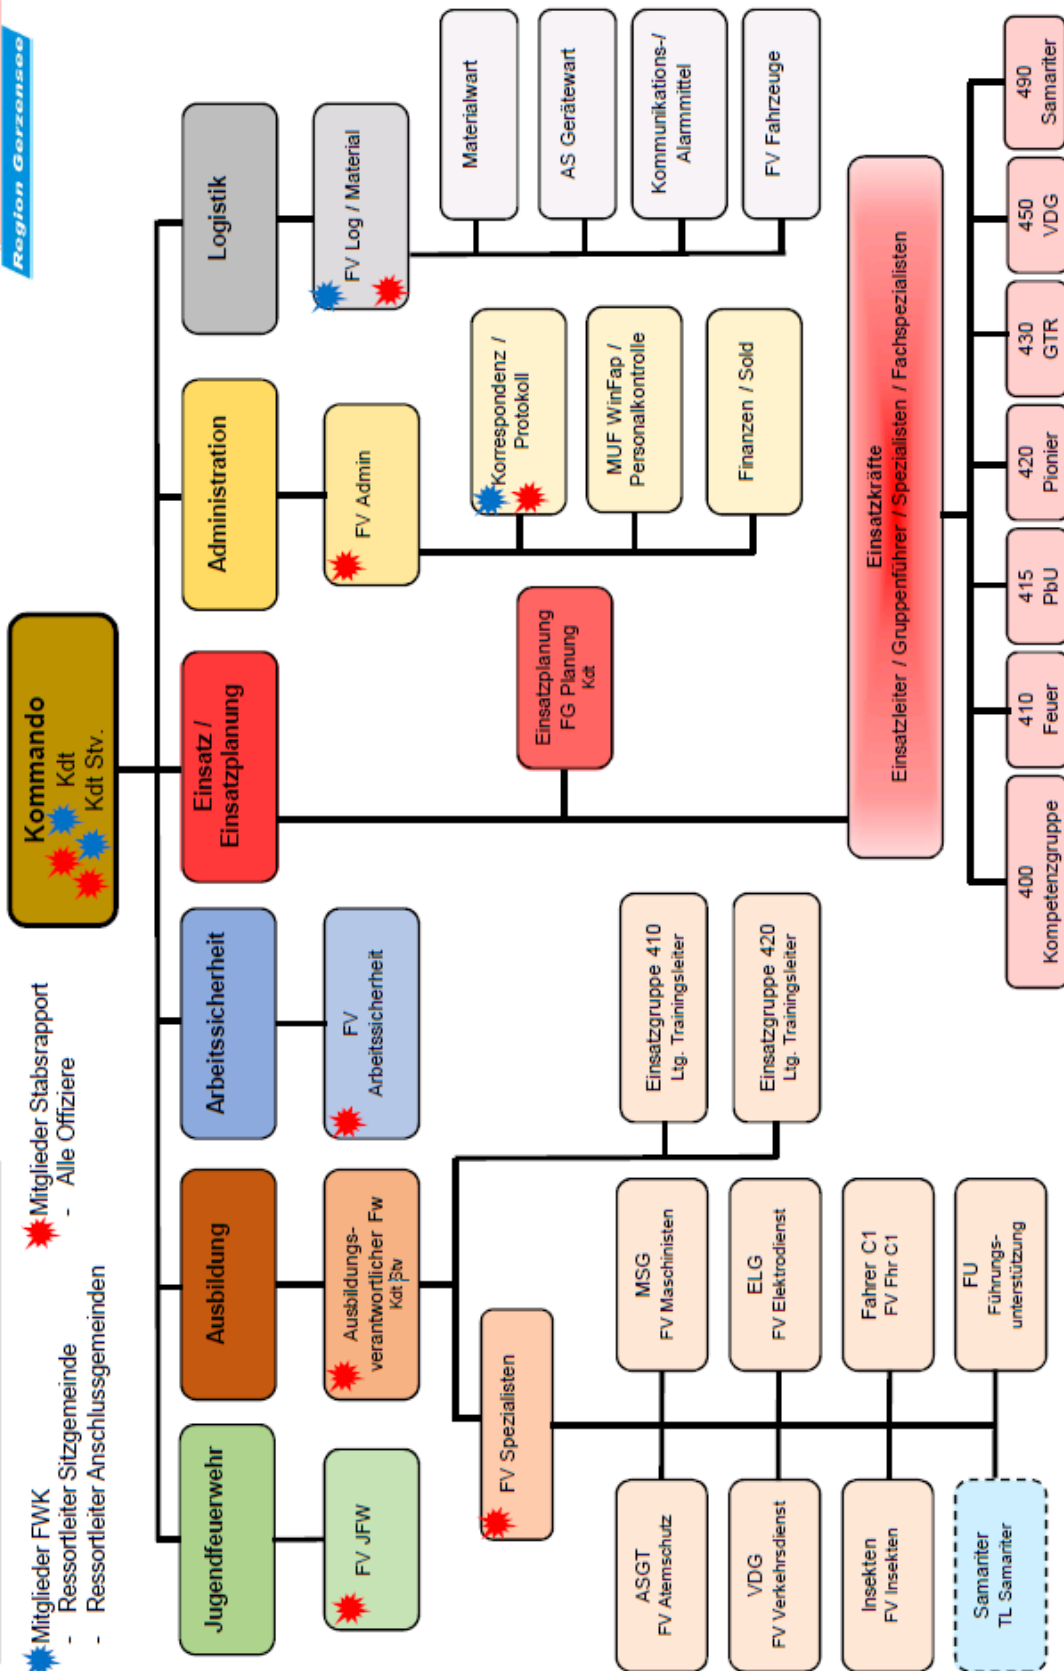 Region Gerzensee
Mitglieder FWK
- Ressortleiter Sitzgemeinde
- Ressortleiter Anschlussgemeinden
Mitglieder Stabsrapport
- Alle Offiziere
Kommando
Kdt
Kdt Stv.
Jugendfeuerwehr
Ausbildung
Arbeitssicherheit
Einsatz /
Einsatzplanung
Administration
Logistik
FV JFW
Ausbildungs-
verantwortlicher Fw
Kdt Stv
FV
Arbeitssicherheit
FV Admin
FV Log / Material
FV Spezialisten
Einsatzplanung
FG Planung
Kdt
Korrespondenz /
Protokoll
MUF WinFap /
Personalkontrolle
Finanzen / Sold
Materialwart
AS Gerätewart
Kommunikations-/
Alarmmittel
FV Fahrzeuge
Einsatzgruppe 410
Ltg. Trainingsleiter
Einsatzgruppe 420
Ltg. Trainingsleiter
ASGT
FV Atemschutz
MSG
FV Maschinisten
VDG
FV Verkehrsdienst
ELG
FV Elektrodienst
Insekten
FV Insekten
Fahrer C1
FV Fhr C1
Samariter
TL Samariter
FU
Führungs-
unterstützung
Einsatzkräfte
Einsatzleiter / Gruppenführer / Spezialisten / Fachspezialisten
400
Kompetenzgruppe
410
Feuer
415
PbU
420
Pionier
430
GTR
450
VDG
490
Samariter